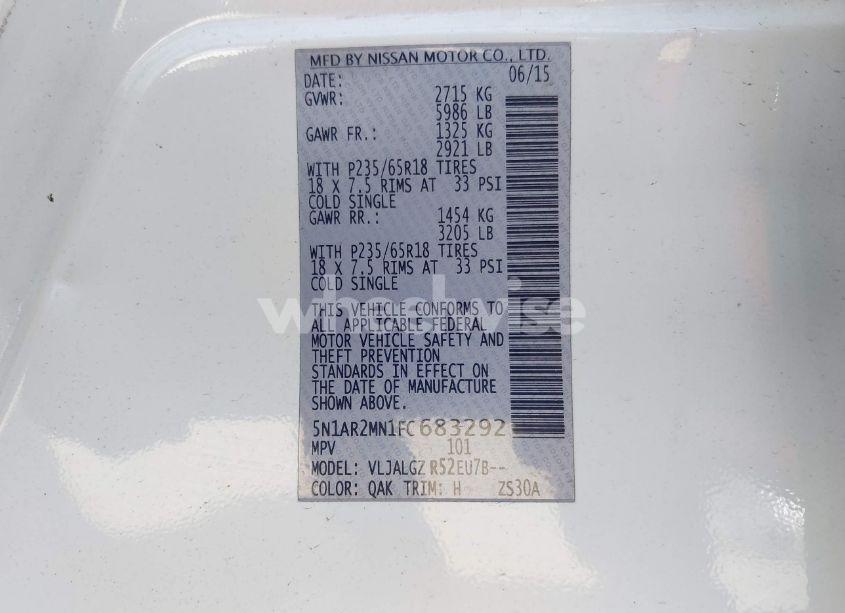 MFD BY NISSAN MOTOR CO., LTD.
DATE: 06/15
GVWR: 2715 KG
5986 LB
GAWR FR.: 1325 KG
2921 LB
WITH P235/65R18 TIRES
18 X 7.5 RIMS AT 33 PSI
COLD SINGLE
GAWR RR.: 1454 KG
3205 LB
WITH P235/65R18 TIRES
18 X 7.5 RIMS AT 33 PSI
COLD SINGLE
wheelwise
THIS VEHICLE CONFORMS TO
ALL APPLICABLE FEDERAL
MOTOR VEHICLE SAFETY AND
THEFT PREVENTION
STANDARDS IN EFFECT ON
THE DATE OF MANUFACTURE
SHOWN ABOVE.
5N1AR2MN1FC683292
MPV 101
MODEL: VLJALGZ RS2EU7B--
COLOR: QAK TRIM: H ZS30A